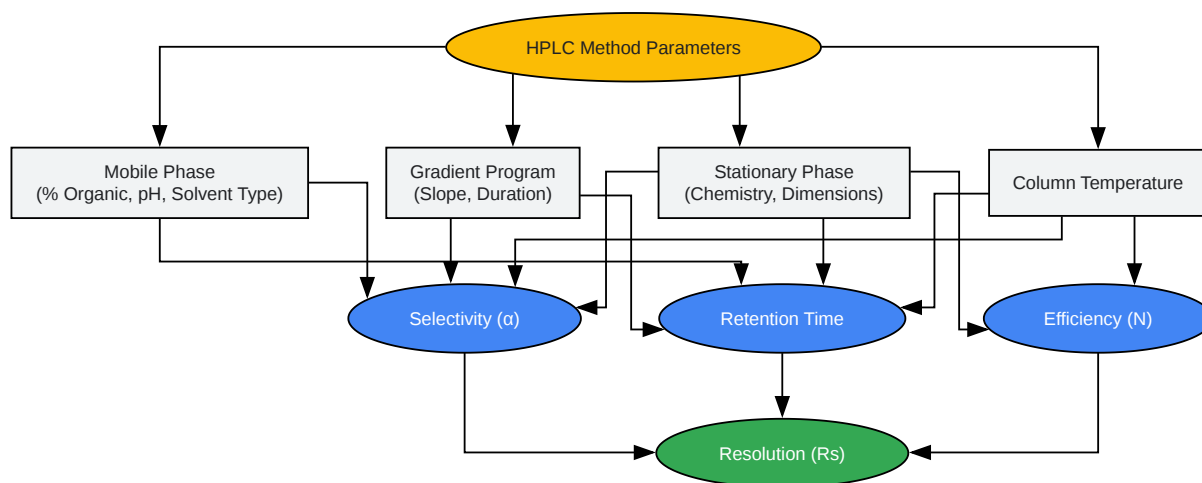 HPLC Method Parameters
Mobile Phase
(% Organic, pH, Solvent Type)
Gradient Program
(Slope, Duration)
Stationary Phase
(Chemistry, Dimensions)
Column Temperature
Selectivity (α)
Retention Time
Efficiency (N)
Resolution (Rs)